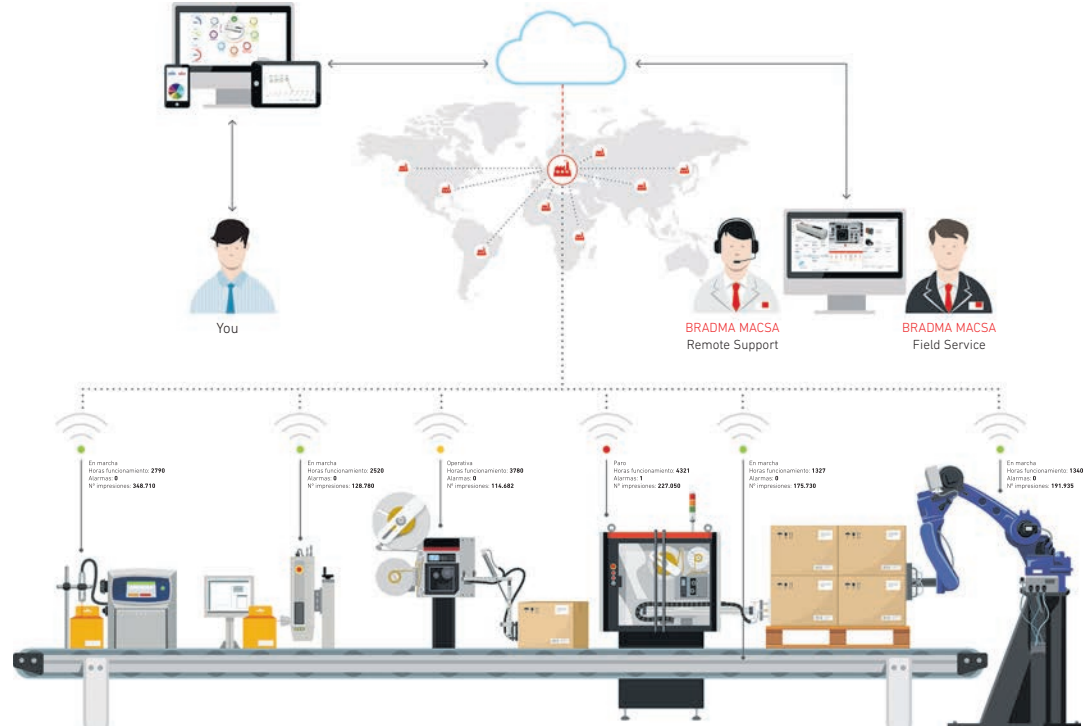 You
BRADMA MACSA
Remote Support
BRADMA MACSA
Field Service
En marcha
Horas funcionamiento: 2790
Alarmas: 0
Nº impresiones: 348.710
En marcha
Horas funcionamiento: 2520
Alarmas: 0
Nº impresiones: 128.780
Operativa
Horas funcionamiento: 3780
Alarmas: 0
Nº impresiones: 114.682
Paro
Horas funcionamiento: 4321
Alarmas: 1
Nº impresiones: 227.050
En marcha
Horas funcionamiento: 1327
Alarmas: 0
Nº impresiones: 175.730
En marcha
Horas funcionamiento: 1340
Alarmas: 0
Nº impresiones: 191.935